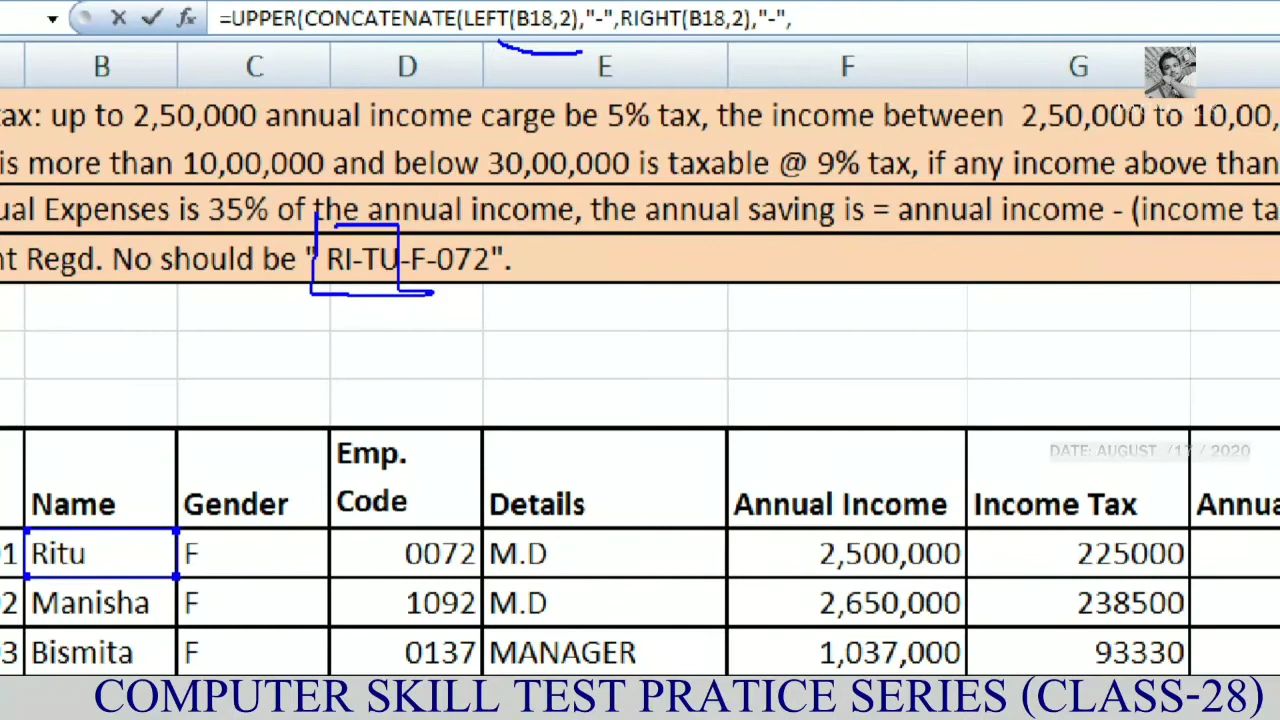 =UPPER(CONCATENATE(LEFT(B18,2),"-",RIGHT(B18,2),"-",
B C D E F G
tax: up to 2,50,000 annual income carge be 5% tax, the income between 2,50,000 to 10,00,
is more than 10,00,000 and below 30,00,000 is taxable @ 9% tax, if any income above than
ual Expenses is 35% of the annual income, the annual saving is = annual income - (income ta
nt Regd. No should be " RI-TU-F-072".
DATE: AUGUST /17 / 2020
Name Gender Emp. Code Details Annual Income Income Tax Annua
01 Ritu F 0072 M.D 2,500,000 225000
02 Manisha F 1092 M.D 2,650,000 238500
03 Bismita F 0137 MANAGER 1,037,000 93330
COMPUTER SKILL TEST PRATICE SERIES (CLASS-28)